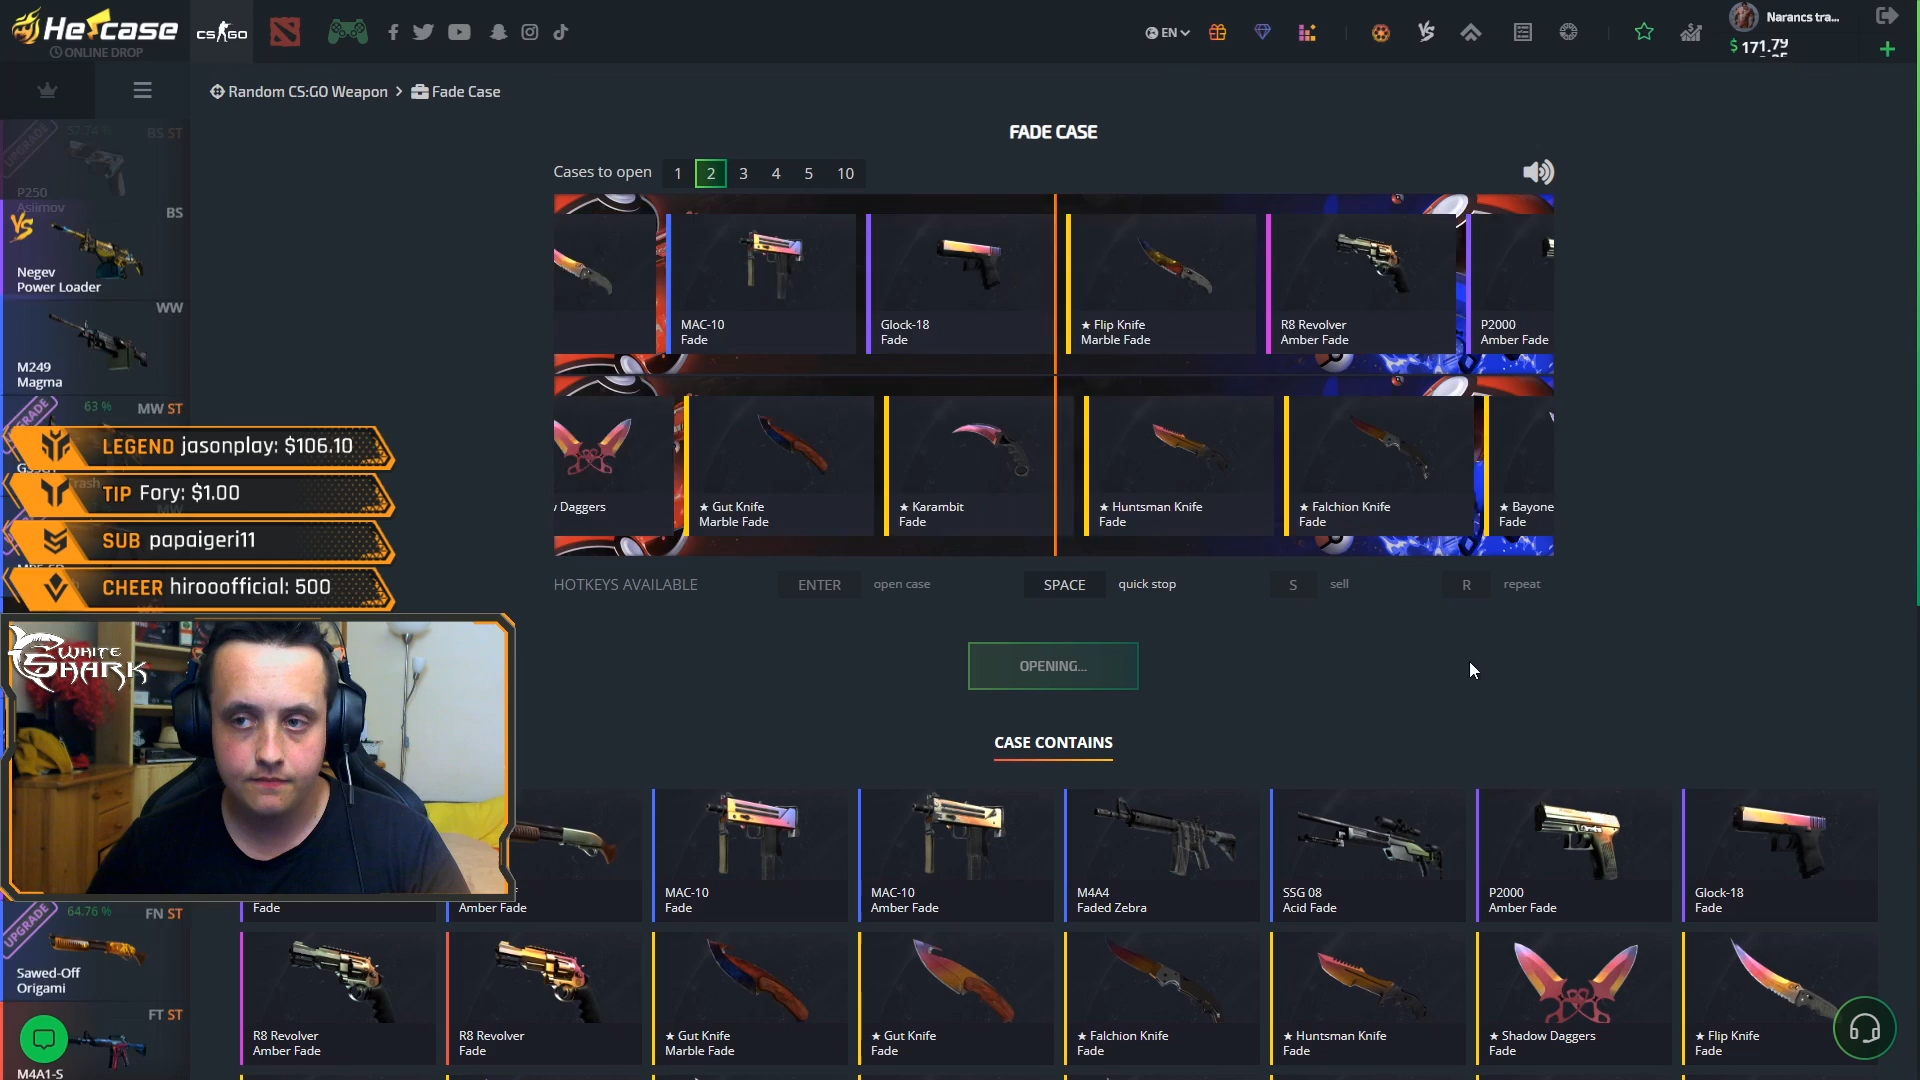 HellCase
ONLINE DROP
CS:GO
EN
Narancs tra...
$ 171.79
Random CS:GO Weapon > Fade Case
FADE CASE
Cases to open 1 2 3 4 5 10
UPGRADE 57.74 % BS ST
P250
Asiimov
VS BS
Negev
Power Loader
WW
M249
Magma
UPGRADE 63 % MW ST
LEGEND jasonplay: $106.10
TIP Fory: $1.00
SUB papaigeri11
CHEER hirooofficial: 500
WHITE
SHARK
MAC-10
Fade
Glock-18
Fade
★ Flip Knife
Marble Fade
R8 Revolver
Amber Fade
P2000
Amber Fade
Daggers
★ Gut Knife
Marble Fade
★ Karambit
Fade
★ Huntsman Knife
Fade
★ Falchion Knife
Fade
★ Bayone
Fade
HOTKEYS AVAILABLE ENTER open case SPACE quick stop S sell R repeat
OPENING...
CASE CONTAINS
Fade
Amber Fade
MAC-10
Fade
MAC-10
Amber Fade
M4A4
Faded Zebra
SSG 08
Acid Fade
P2000
Amber Fade
Glock-18
Fade
UPGRADE 64.76 % FN ST
Sawed-Off
Origami
FT ST
M4A1-S
R8 Revolver
Amber Fade
R8 Revolver
Fade
★ Gut Knife
Marble Fade
★ Gut Knife
Fade
★ Falchion Knife
Fade
★ Huntsman Knife
Fade
★ Shadow Daggers
Fade
★ Flip Knife
Fade